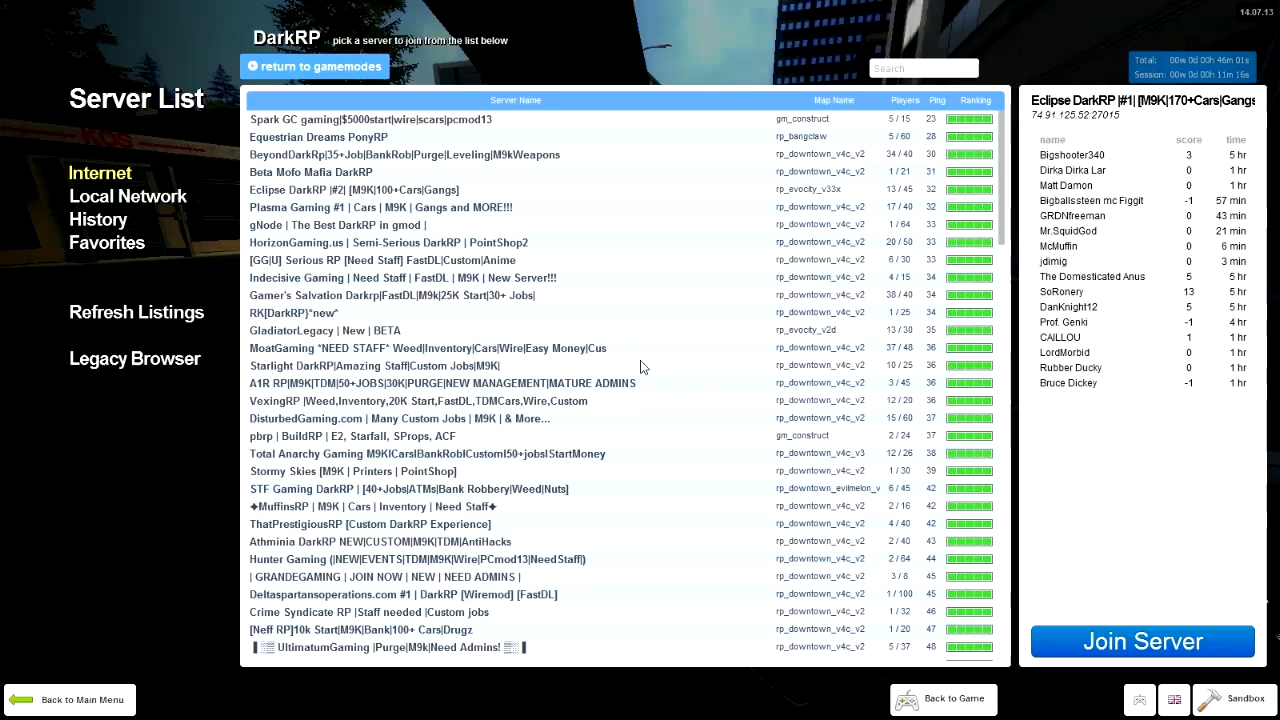 14.07.13
DarkRP pick a server to join from the list below
return to gamemodes
Search
Total: 00w 0d 00h 46m 01s
Session: 00w 0d 00h 11m 16s
Server List
Internet
Local Network
History
Favorites
Refresh Listings
Legacy Browser
Server Name Map Name Players Ping Ranking
Spark GC gaming|$5000start|wire|scars|pcmod13 gm_construct 5 / 15 23
Equestrian Dreams PonyRP rp_bangclaw 5 / 60 28
BeyondDarkRp|35+Job|BankRob|Purge|Leveling|M9kWeapons rp_downtown_v4c_v2 34 / 40 30
Beta Mofo Mafia DarkRP rp_downtown_v4c_v2 1 / 21 31
Eclipse DarkRP |#2| [M9K|100+Cars|Gangs] rp_evocity_v33x 13 / 45 32
Plasma Gaming #1 | Cars | M9K | Gangs and MORE!!! rp_downtown_v4c_v2 17 / 40 32
gNode | The Best DarkRP in gmod | rp_downtown_v4c_v2 1 / 64 33
HorizonGaming.us | Semi-Serious DarkRP | PointShop2 rp_downtown_v4c_v2 20 / 50 33
[GG|U] Serious RP [Need Staff] FastDL|Custom|Anime rp_downtown_v4c_v2 6 / 30 33
Indecisive Gaming | Need Staff | FastDL | M9K | New Server!!! rp_downtown_v4c_v2 4 / 15 34
Gamer's Salvation Darkrp|FastDL|M9k|25K Start|30+ Jobs| rp_downtown_v4c_v2 38 / 40 34
RK{DarkRP}*new* rp_downtown_v4c_v2 1 / 25 34
GladiatorLegacy | New | BETA rp_evocity_v2d 13 / 30 35
MoatGaming *NEED STAFF* Weed|Inventory|Cars|Wire|Easy Money|Cus rp_downtown_v4c_v2 37 / 48 36
Starlight DarkRP|Amazing Staff|Custom Jobs|M9K| rp_downtown_v4c_v2 10 / 25 36
A1R RP|M9K|TDM|50+JOBS|30K|PURGE|NEW MANAGEMENT|MATURE ADMINS rp_downtown_v4c_v2 3 / 45 36
VexingRP |Weed,Inventory,20K Start,FastDL,TDMCars,Wire,Custom rp_downtown_v4c_v2 12 / 20 36
DisturbedGaming.com | Many Custom Jobs | M9K | & More... rp_downtown_v4c_v2 15 / 60 37
pbrp | BuildRP | E2, Starfall, SProps, ACF gm_construct 2 / 24 37
Total Anarchy Gaming M9K|Cars|BankRob|Custom|50+jobs|StartMoney rp_downtown_v4c_v3 12 / 26 38
Stormy Skies [M9K | Printers | PointShop] rp_downtown_v4c_v2 1 / 30 39
STF Gaming DarkRP | [40+Jobs|ATMs|Bank Robbery|Weed|Nuts] rp_downtown_evilmelon_v 6 / 45 42
✦MuffinsRP | M9K | Cars | Inventory | Need Staff✦ rp_downtown_v4c_v2 2 / 16 42
ThatPrestigiousRP [Custom DarkRP Experience] rp_downtown_v4c_v2 4 / 40 42
Athminia DarkRP NEW|CUSTOM|M9K|TDM|AntiHacks rp_downtown_v4c_v2 2 / 40 43
Hunter Gaming (|NEW|EVENTS|TDM|M9K|Wire|PCmod13|NeedStaff|) rp_downtown_v4c_v2 2 / 64 44
| GRANDEGAMING | JOIN NOW | NEW | NEED ADMINS | rp_downtown_v4c_v2 3 / 8 45
Deltaspartansoperations.com #1 | DarkRP [Wiremod] [FastDL] rp_downtown_v4c_v2 1 / 100 45
Crime Syndicate RP |Staff needed |Custom jobs rp_downtown_v4c_v2 1 / 32 46
[Neff RP]10k Start|M9K|Bank|100+ Cars|Drugz rp_downtown_v4c_v2 1 / 20 47
▌░▒ UltimatumGaming |Purge|M9k|Need Admins! ▒░▐ rp_downtown_v4c_v2 5 / 37 48
Eclipse DarkRP |#1| [M9K|170+Cars|Gangs
74.91.125.52 27015
name score time
Bigshooter340 3 5 hr
Dirka Dirka Lar 0 1 hr
Matt Damon 0 1 hr
Bigballssteen mc Figgit -1 57 min
GRDNfreeman 0 43 min
Mr.SquidGod 0 21 min
McMuffin 0 6 min
jdimig 0 3 min
The Domesticated Anus 5 5 hr
SoRonery 13 5 hr
DanKnight12 5 5 hr
Prof. Genki -1 4 hr
CAILLOU 1 1 hr
LordMorbid 0 1 hr
Rubber Ducky 0 1 hr
Bruce Dickey -1 1 hr
Join Server
Back to Main Menu
Back to Game
Sandbox